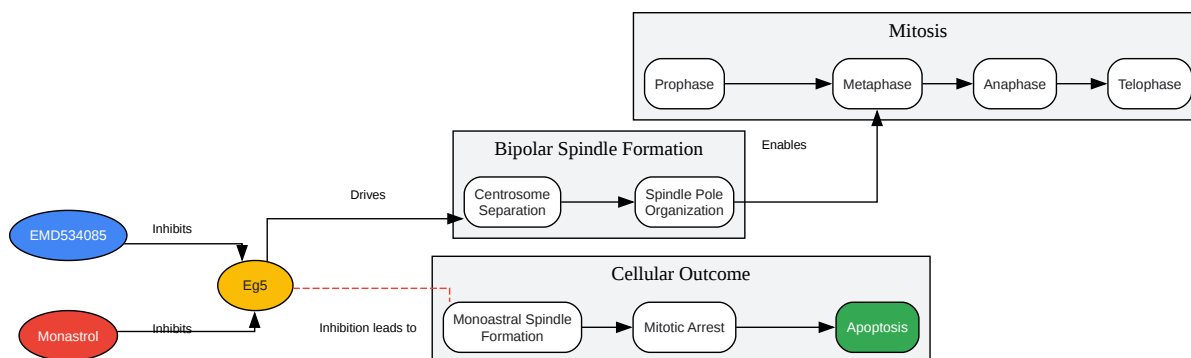 Mitosis
Prophase
Metaphase
Anaphase
Telophase
Bipolar Spindle Formation
Enables
Centrosome
Separation
Spindle Pole
Organization
Drives
EMD534085
Inhibits
Eg5
Monastrol
Inhibits
Inhibition leads to
Cellular Outcome
Monoastral Spindle
Formation
Mitotic Arrest
Apoptosis